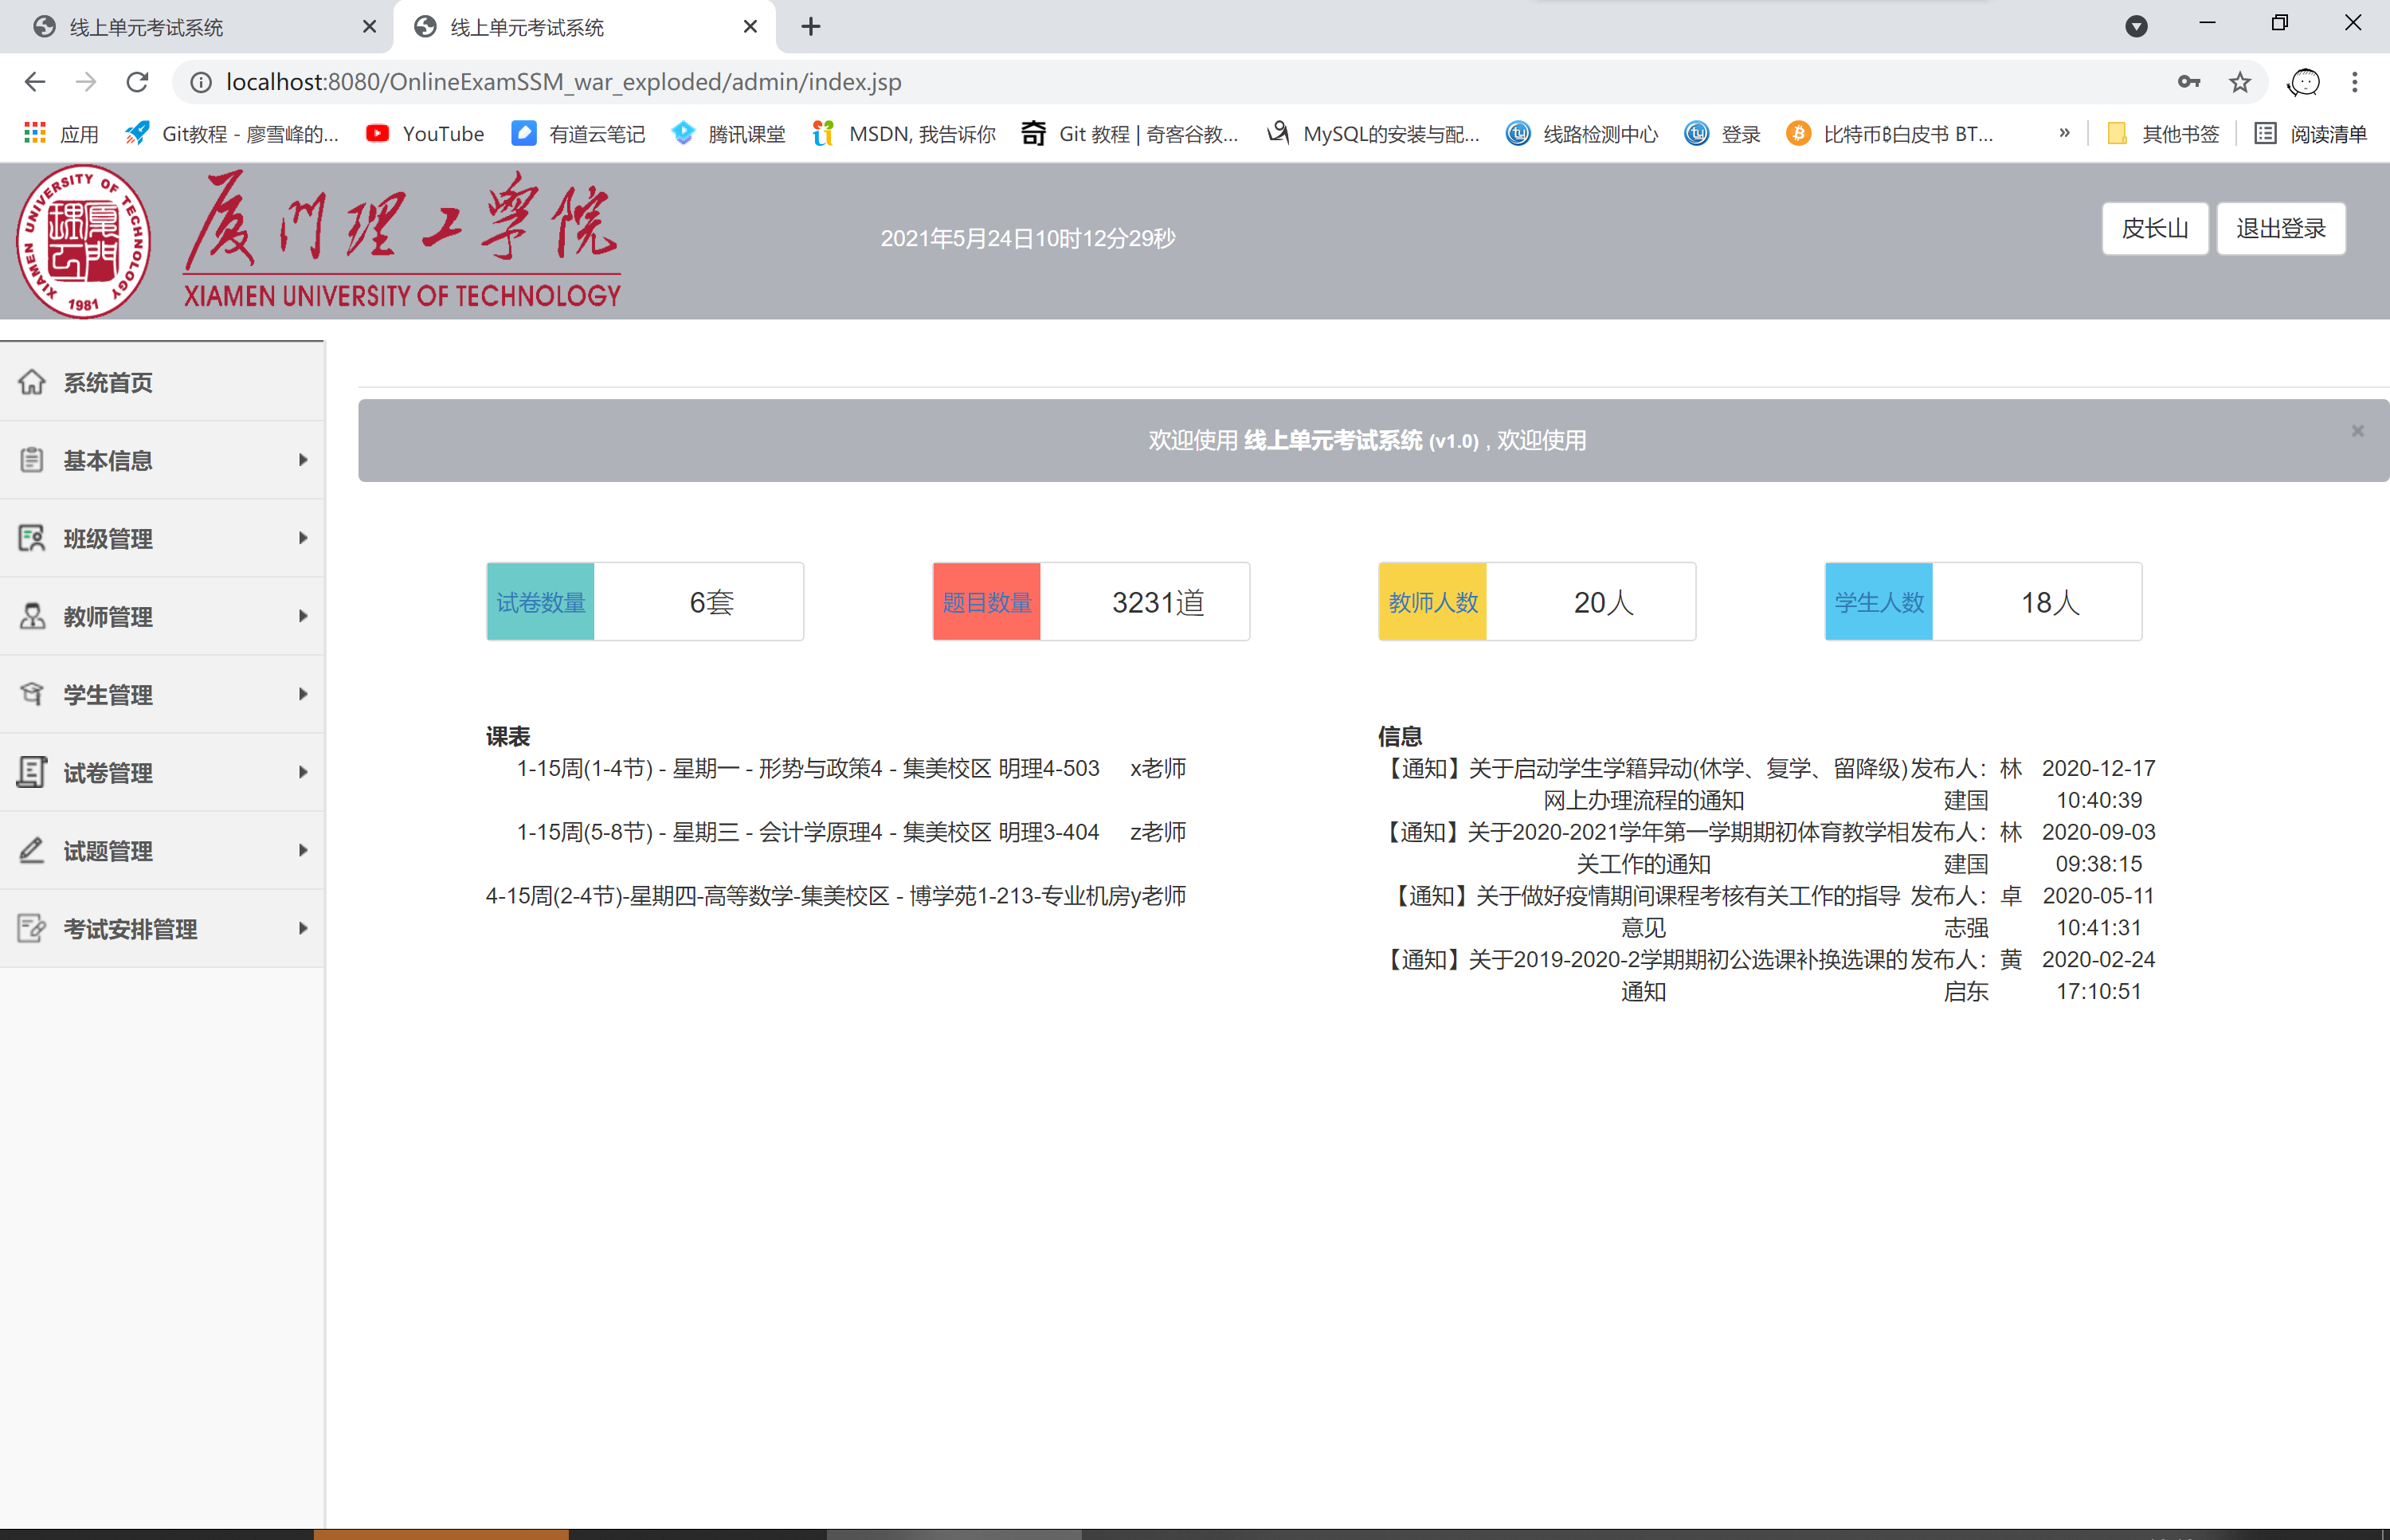 线上单元考试系统
线上单元考试系统
localhost:8080/OnlineExamSSM_war_exploded/admin/index.jsp
应用 Git教程 - 廖雪峰的... YouTube 有道云笔记 腾讯课堂 MSDN, 我告诉你 奇 Git 教程 | 奇客谷教... MySQL的安装与配... 线路检测中心 登录 比特币฿白皮书 BT... » 其他书签 阅读清单
XIAMEN UNIVERSITY OF TECHNOLOGY
1981
厦门理工学院
XIAMEN UNIVERSITY OF TECHNOLOGY
2021年5月24日10时12分29秒
皮长山 退出登录
系统首页
基本信息
班级管理
教师管理
学生管理
试卷管理
试题管理
考试安排管理
欢迎使用 线上单元考试系统 (v1.0) , 欢迎使用
试卷数量 6套
题目数量 3231道
教师人数 20人
学生人数 18人
课表
1-15周(1-4节) - 星期一 - 形势与政策4 - 集美校区 明理4-503 x老师
1-15周(5-8节) - 星期三 - 会计学原理4 - 集美校区 明理3-404 z老师
4-15周(2-4节)-星期四-高等数学-集美校区 - 博学苑1-213-专业机房y老师
信息
【通知】关于启动学生学籍异动(休学、复学、留降级) 发布人：林 2020-12-17
网上办理流程的通知 建国 10:40:39
【通知】关于2020-2021学年第一学期期初体育教学相 发布人：林 2020-09-03
关工作的通知 建国 09:38:15
【通知】关于做好疫情期间课程考核有关工作的指导 发布人：卓 2020-05-11
意见 志强 10:41:31
【通知】关于2019-2020-2学期期初公选课补换选课的 发布人：黄 2020-02-24
通知 启东 17:10:51